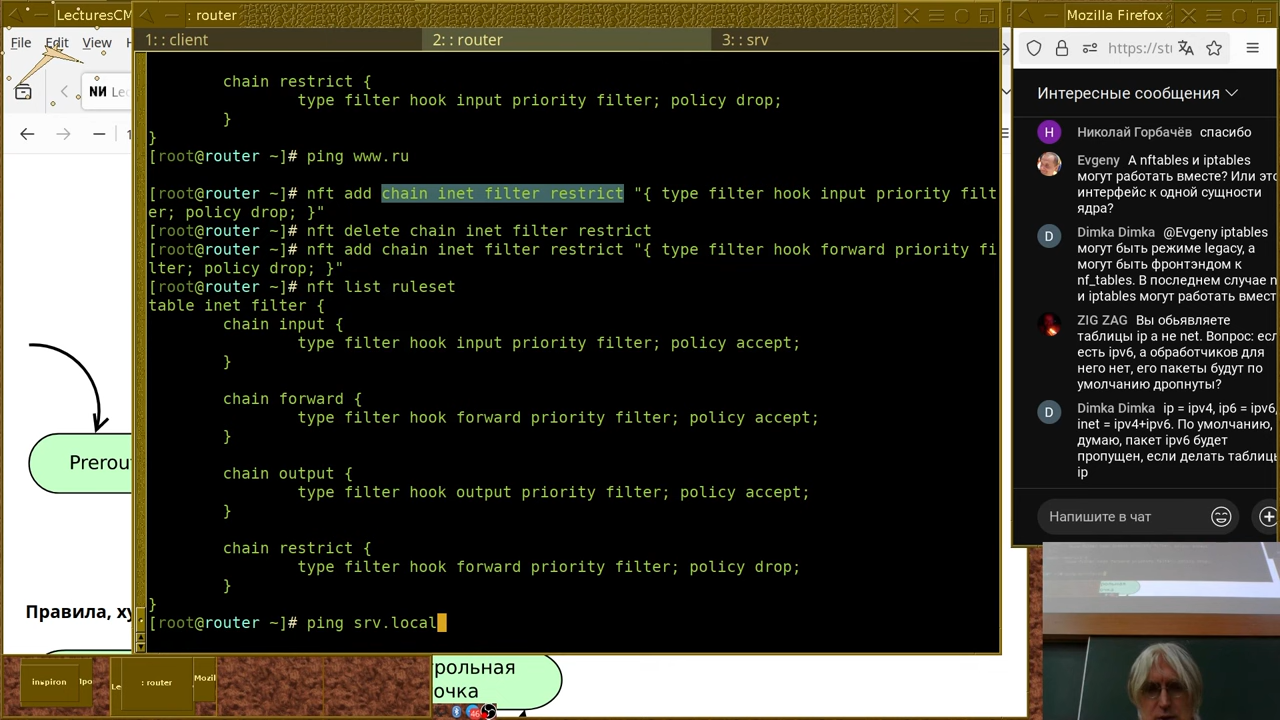 LecturesCM
: router
Mozilla Firefox
File Edit View H
1: : client
2: : router
3: : srv
https://stu
Интересные сообщения
chain restrict {
type filter hook input priority filter; policy drop;
}
}
[root@router ~]# ping www.ru
[root@router ~]# nft add chain inet filter restrict "{ type filter hook input priority filt
er; policy drop; }"
[root@router ~]# nft delete chain inet filter restrict
[root@router ~]# nft add chain inet filter restrict "{ type filter hook forward priority fi
lter; policy drop; }"
[root@router ~]# nft list ruleset
table inet filter {
chain input {
type filter hook input priority filter; policy accept;
}
chain forward {
type filter hook forward priority filter; policy accept;
}
chain output {
type filter hook output priority filter; policy accept;
}
chain restrict {
type filter hook forward priority filter; policy drop;
}
}
[root@router ~]# ping srv.local
Н Николай Горбачёв спасибо
Evgeny А nftables и iptables
могут работать вместе? Или это
интерфейс к одной сущности
ядра?
D Dimka Dimka @Evgeny iptables
могут быть режиме legacy, а
могут быть фронтэндом к
nf_tables. В последнем случае n
и iptables могут работать вмест
ZIG ZAG Вы обьявляете
таблицы ip а не net. Вопрос: есл
есть ipv6, а обработчиков для
него нет, его пакеты будут по
умолчанию дропнуты?
D Dimka Dimka ip = ipv4, ip6 = ipv6,
inet = ipv4+ipv6. По умолчанию,
думаю, пакет ipv6 будет
пропущен, если делать таблицы
ip
Напишите в чат
NИ Lec
Prerout
Правила, ху
рольная
очка
inspiron
: router
Mozil